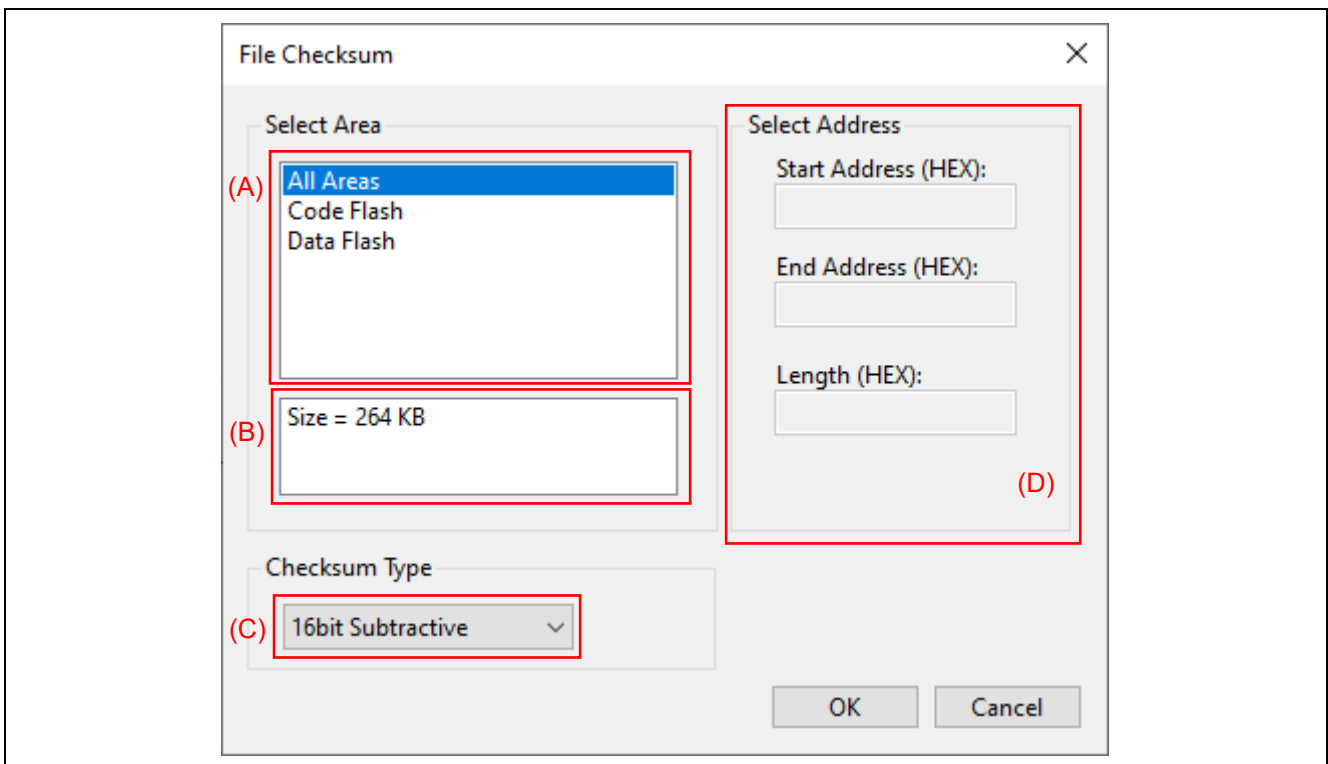 File Checksum
Select Area
(A)
All Areas
Code Flash
Data Flash
(B)
Size = 264 KB
Select Address
Start Address (HEX):
End Address (HEX):
Length (HEX):
(D)
Checksum Type
(C)
16bit Subtractive
OK
Cancel